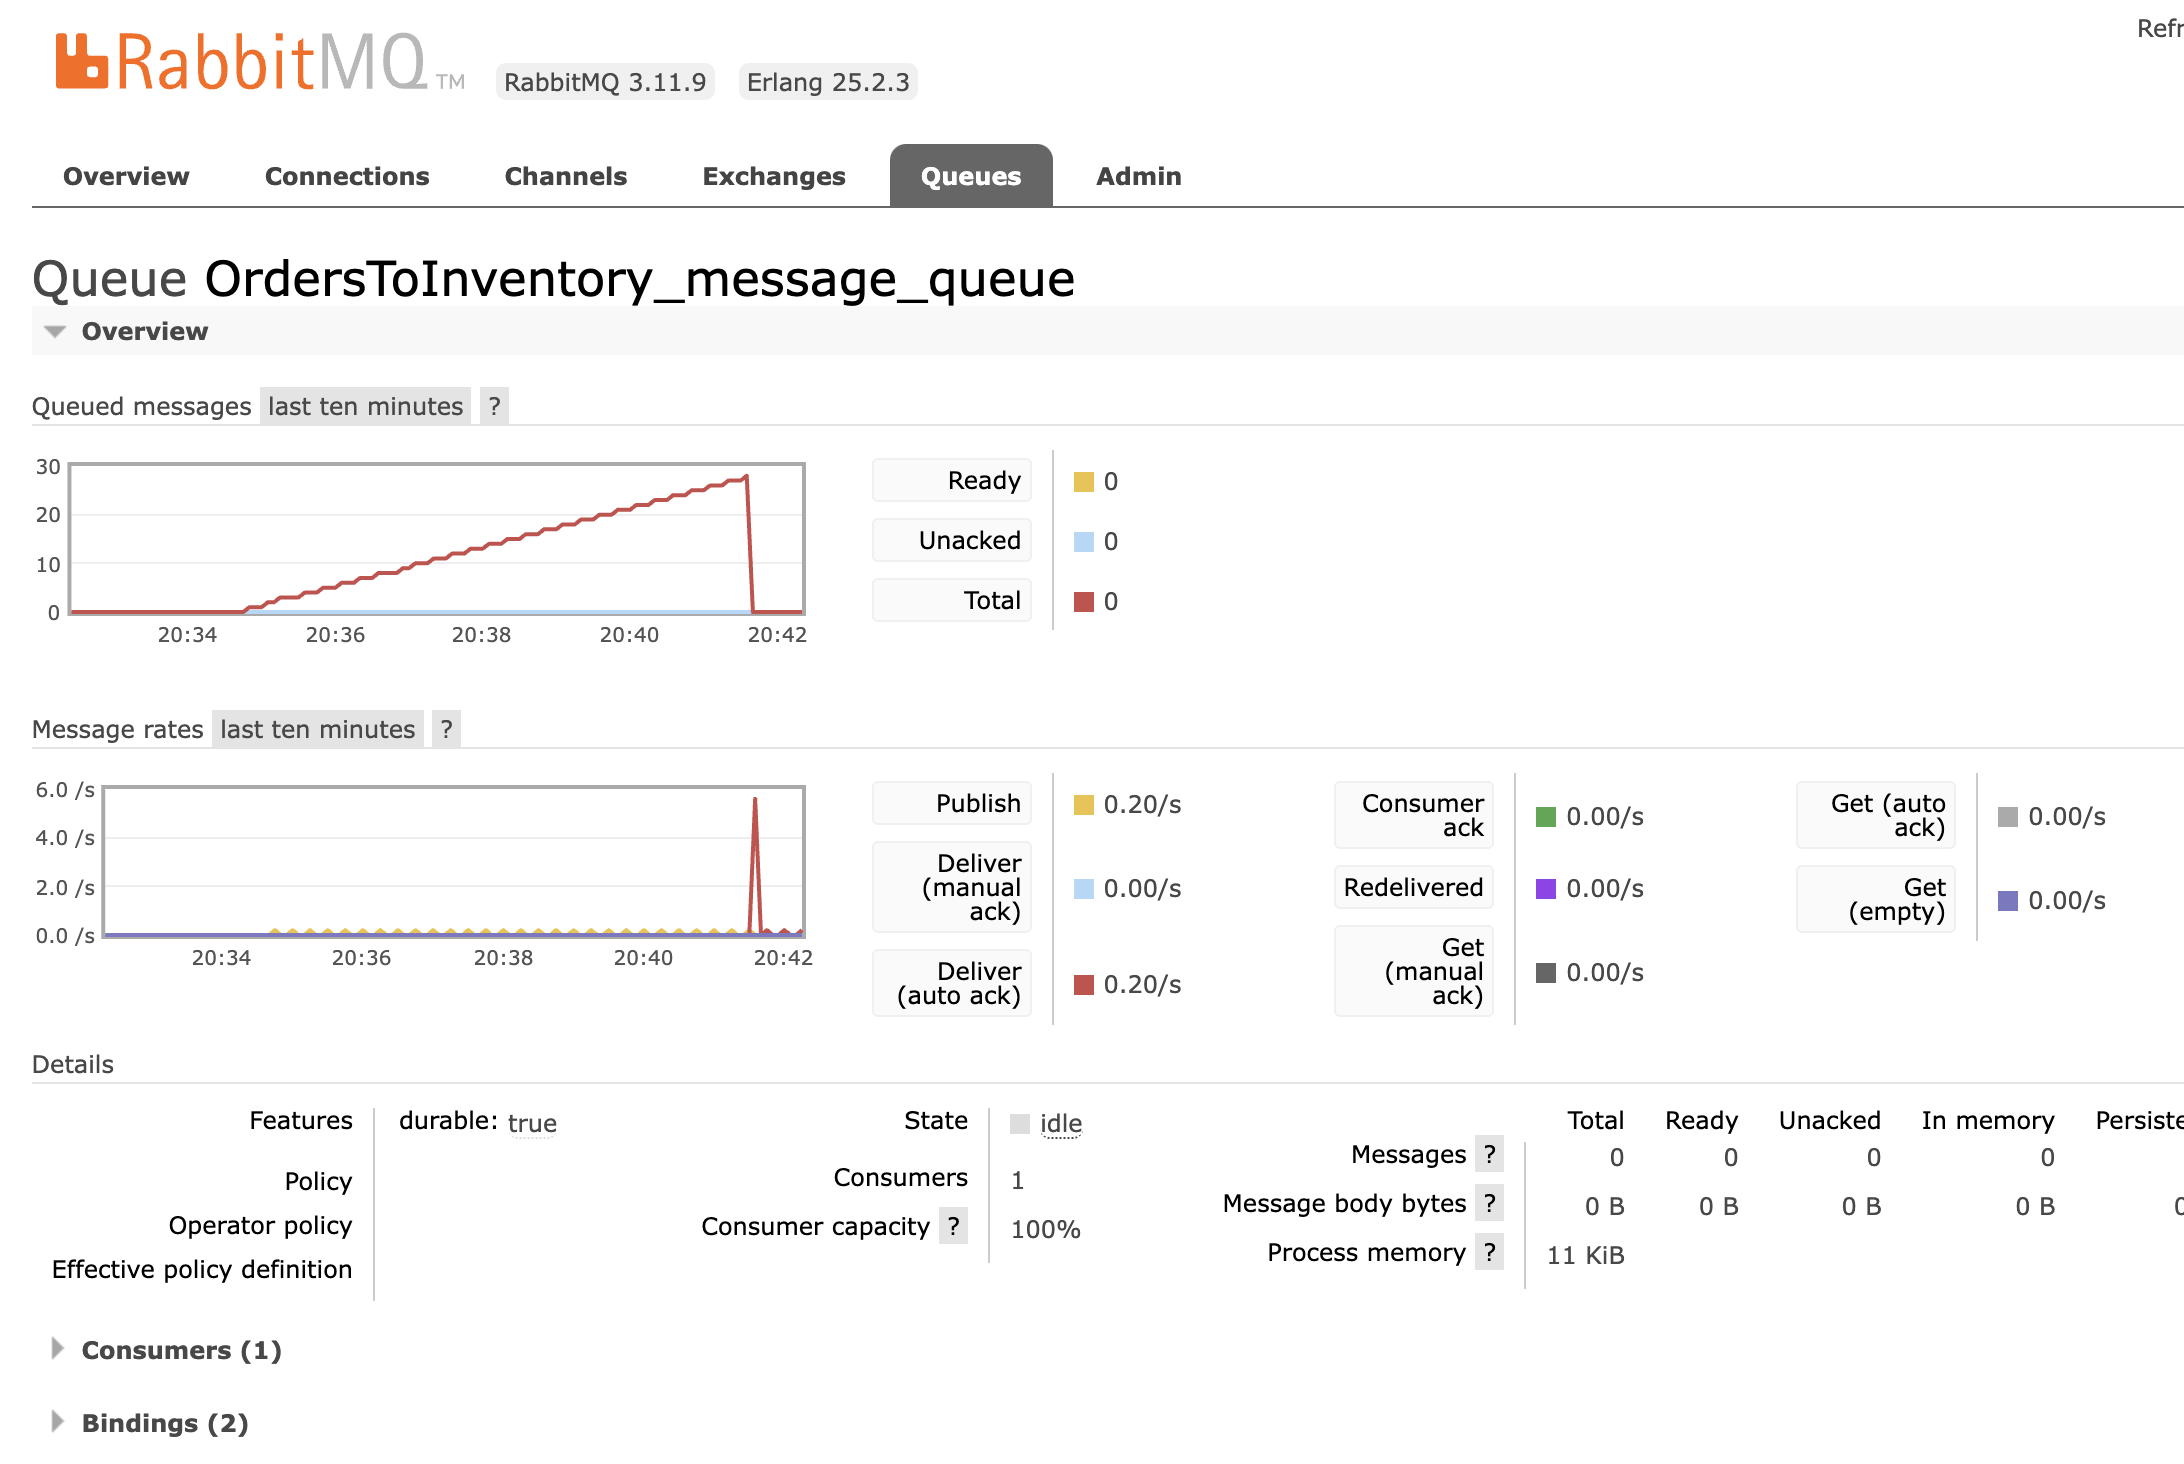 Refr
RabbitMQ TM
RabbitMQ 3.11.9
Erlang 25.2.3
Overview
Connections
Channels
Exchanges
Queues
Admin
Queue OrdersToInventory_message_queue
Overview
Queued messages last ten minutes ?
30
20
10
0
20:34
20:36
20:38
20:40
20:42
Ready
0
Unacked
0
Total
0
Message rates last ten minutes ?
6.0 /s
4.0 /s
2.0 /s
0.0 /s
20:34
20:36
20:38
20:40
20:42
Publish
0.20/s
Deliver
(manual
ack)
0.00/s
Deliver
(auto ack)
0.20/s
Consumer
ack
0.00/s
Redelivered
0.00/s
Get
(manual
ack)
0.00/s
Get (auto
ack)
0.00/s
Get
(empty)
0.00/s
Details
Features
durable: true
Policy
Operator policy
Effective policy definition
State
idle
Consumers
1
Consumer capacity ?
100%
Total
Ready
Unacked
In memory
Persiste
Messages ?
0
0
0
0
Message body bytes ?
0 B
0 B
0 B
0 B
0
Process memory ?
11 KiB
Consumers (1)
Bindings (2)